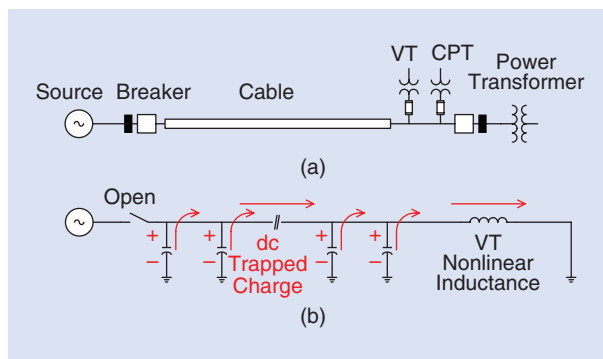 VT CPT Power
Transformer
Source Breaker Cable
~
(a)
Open
~
+ + + +
− − − −
dc
Trapped
Charge
VT
Nonlinear
Inductance
(b)